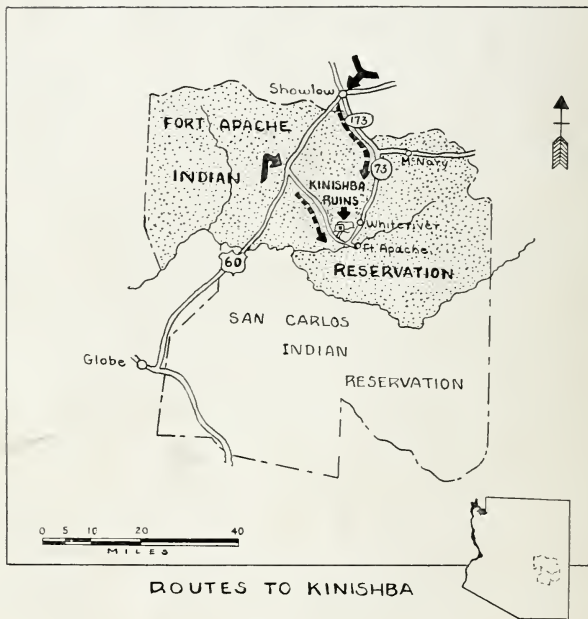 Showlow
173
FORT APACHE
McNary
73
INDIAN
KINISHBA
RUINS
Whiteriver
Ft. Apache
RESERVATION
60
SAN CARLOS
INDIAN
RESERVATION
Globe
0 5 10 20 40
MILES
ROUTES TO KINISHBA